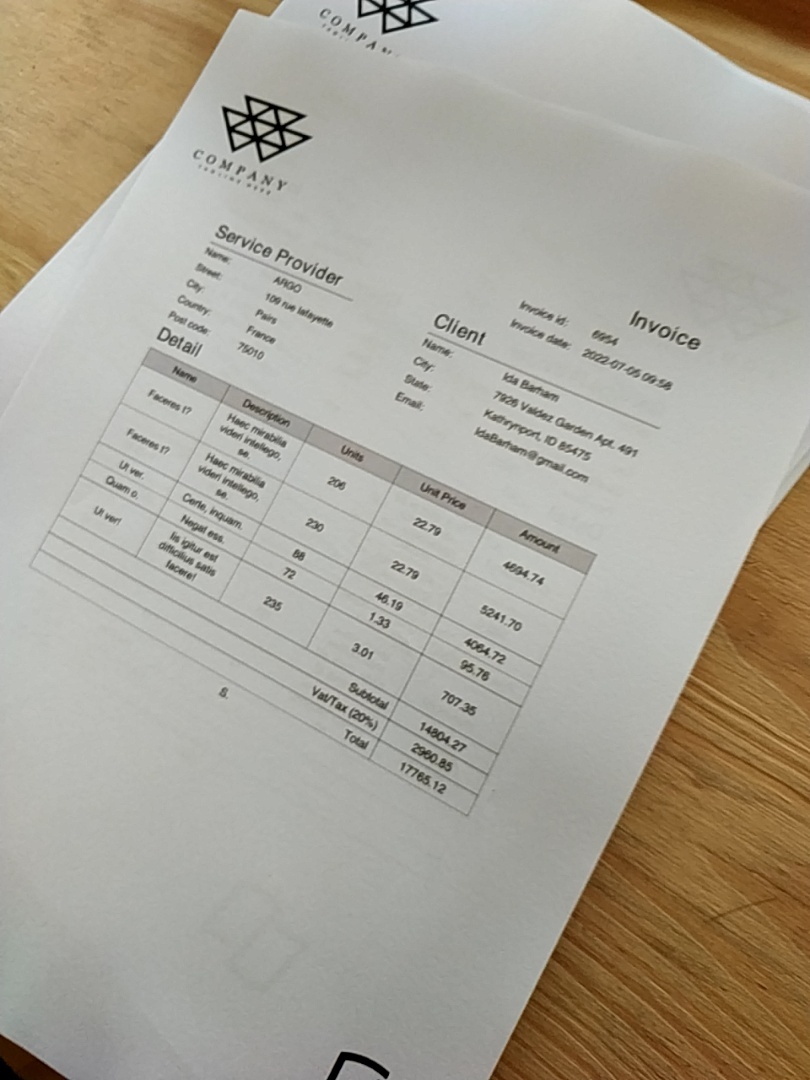 COMPANY
COMPANY
Service Provider
Name: ARGO
Street: 109 rue lafayette
City: Pairs
Country: France
Post code: 75010
Invoice
Invoice id: 6954
Invoice date: 2022-07-05 09:58
Client
Name: Ida Barham
City: 7926 Valdez Garden Apt. 491
State: Kathrynport, ID 85475
Email: IdaBarham@gmail.com
Detail
Name Description Units Unit Price Amount
Faceres t? Haec mirabilia videri intellego, se. 206 22.79 4694.74
Faceres t? Haec mirabilia videri intellego, se. 230 22.79 5241.70
Ut ver. Certe, inquam. 88 46.19 4064.72
Quam o. Negat ess. 72 1.33 95.76
Ut ver! Iis igitur est difficilius satis facere! 235 3.01 707.35
Subtotal 14804.27
Vat/Tax (20%) 2960.85
Total 17765.12
S.